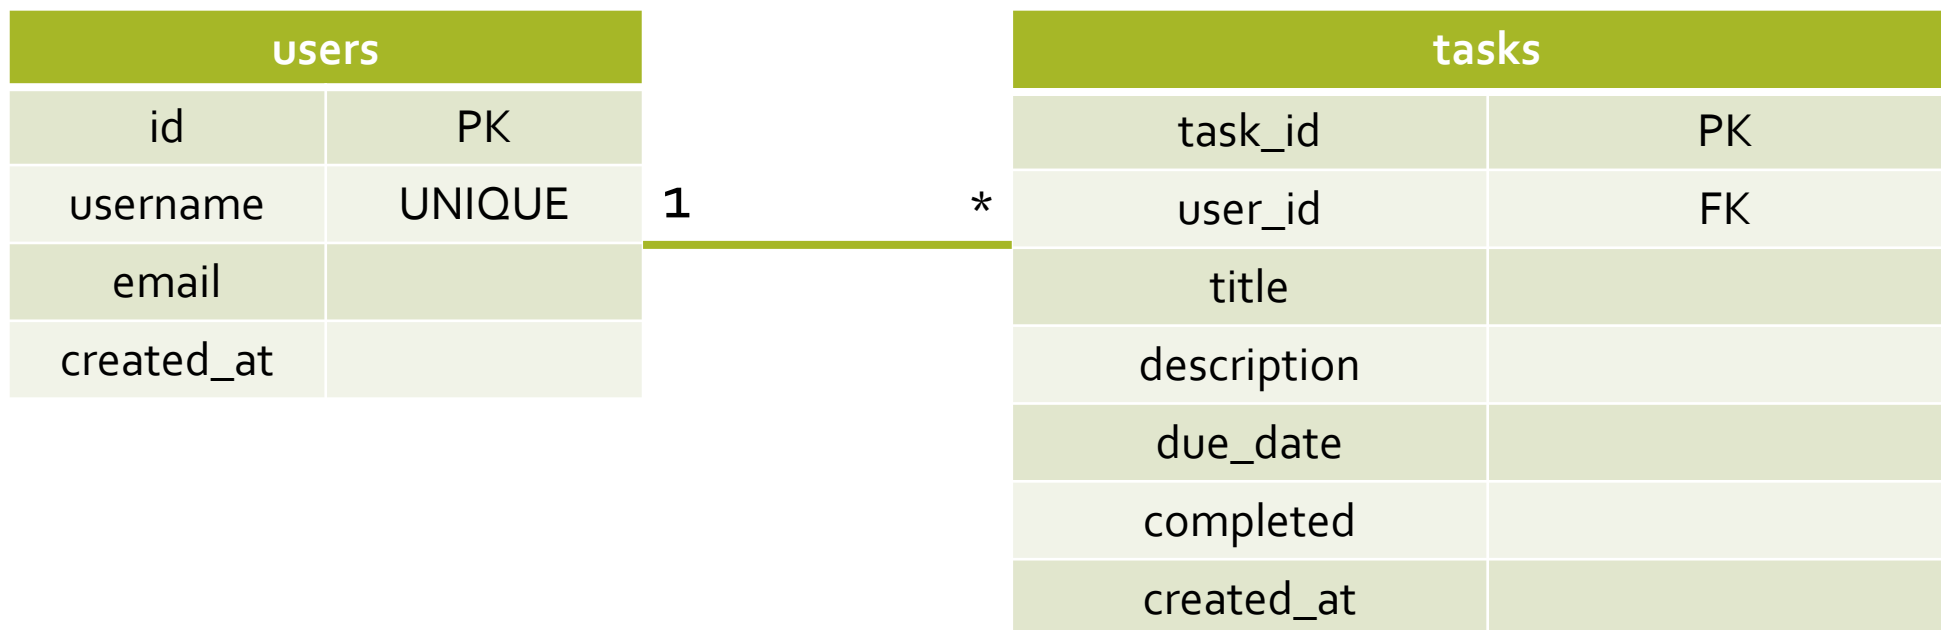 users
id PK
username UNIQUE
email
created_at
1 *
tasks
task_id PK
user_id FK
title
description
due_date
completed
created_at